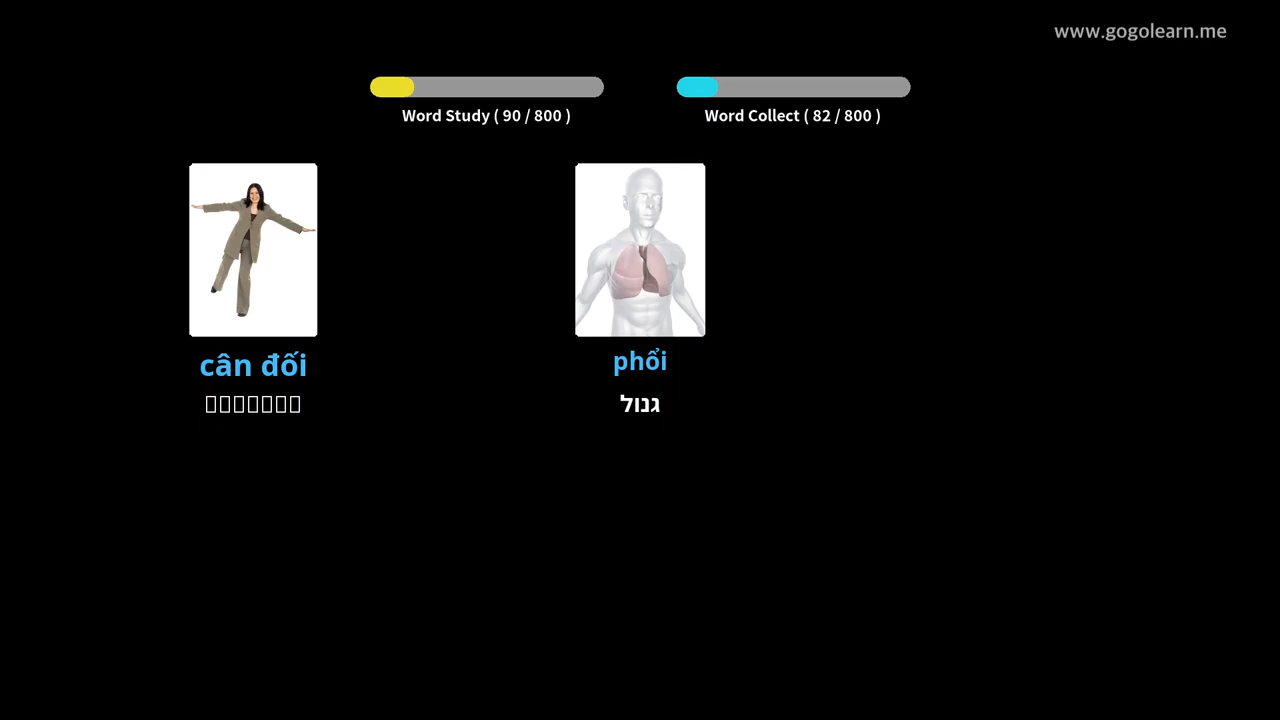 www.gogolearn.me
Word Study ( 90 / 800 )
Word Collect ( 82 / 800 )
cân đối
phổi
גנול